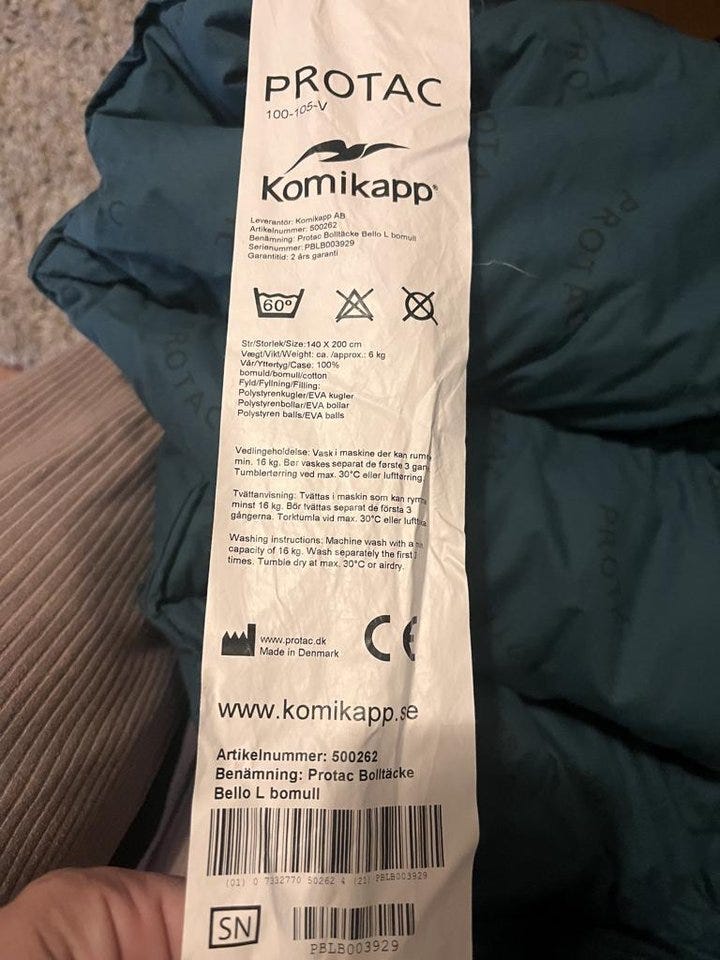 PROTAC
100-105-V
Komikapp®
Leverantör: Komikapp AB
Artikelnummer: 500262
Benämning: Protac Bolltäcke Bello L bomull
Serienummer: PBLB003929
Garantitid: 2 års garanti
60°
Str/Storlek/Size:140 X 200 cm
Vægt/Vikt/Weight: ca. /approx.: 6 kg
Vår/Yttertyg/Case: 100%
bomuld/bomull/cotton
Fyld/Fyllning/Filling:
Polystyrenkugler/EVA kugler
Polystyrenbollar/EVA bollar
Polystyren balls/EVA balls
Vedlingeholdelse: Vask i maskine der kan rum
min. 16 kg. Bør vaskes separat de første 3 gan
Tumblertørring ved max. 30°C eller lufttørring
Tvättanvisning: Tvättas i maskin som kan rym
minst 16 kg. Bör tvättas separat de första 3
gångerna. Torktumla vid max. 30°C eller luftto
Washing instructions: Machine wash with a
capacity of 16 kg. Wash separately the first
times. Tumble dry at max. 30°C or airdry.
www.protac.dk
Made in Denmark
CE
www.komikapp.se
Artikelnummer: 500262
Benämning: Protac Bolltäcke
Bello L bomull
(01) 0 7332770 50262 4 (21) PBLB003929
SN
PBLB003929
PROTAC
PROTAC